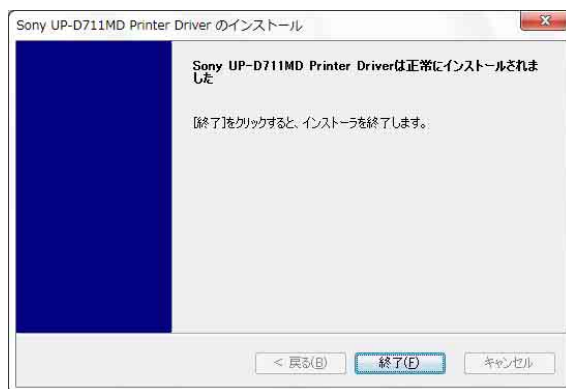 Sony UP-D711MD Printer Driver のインストール
Sony UP-D711MD Printer Driverは正常にインストールされま
した
[終了]をクリックすると、インストーラを終了します。
< 戻る(B)
終了(F)
キャンセル